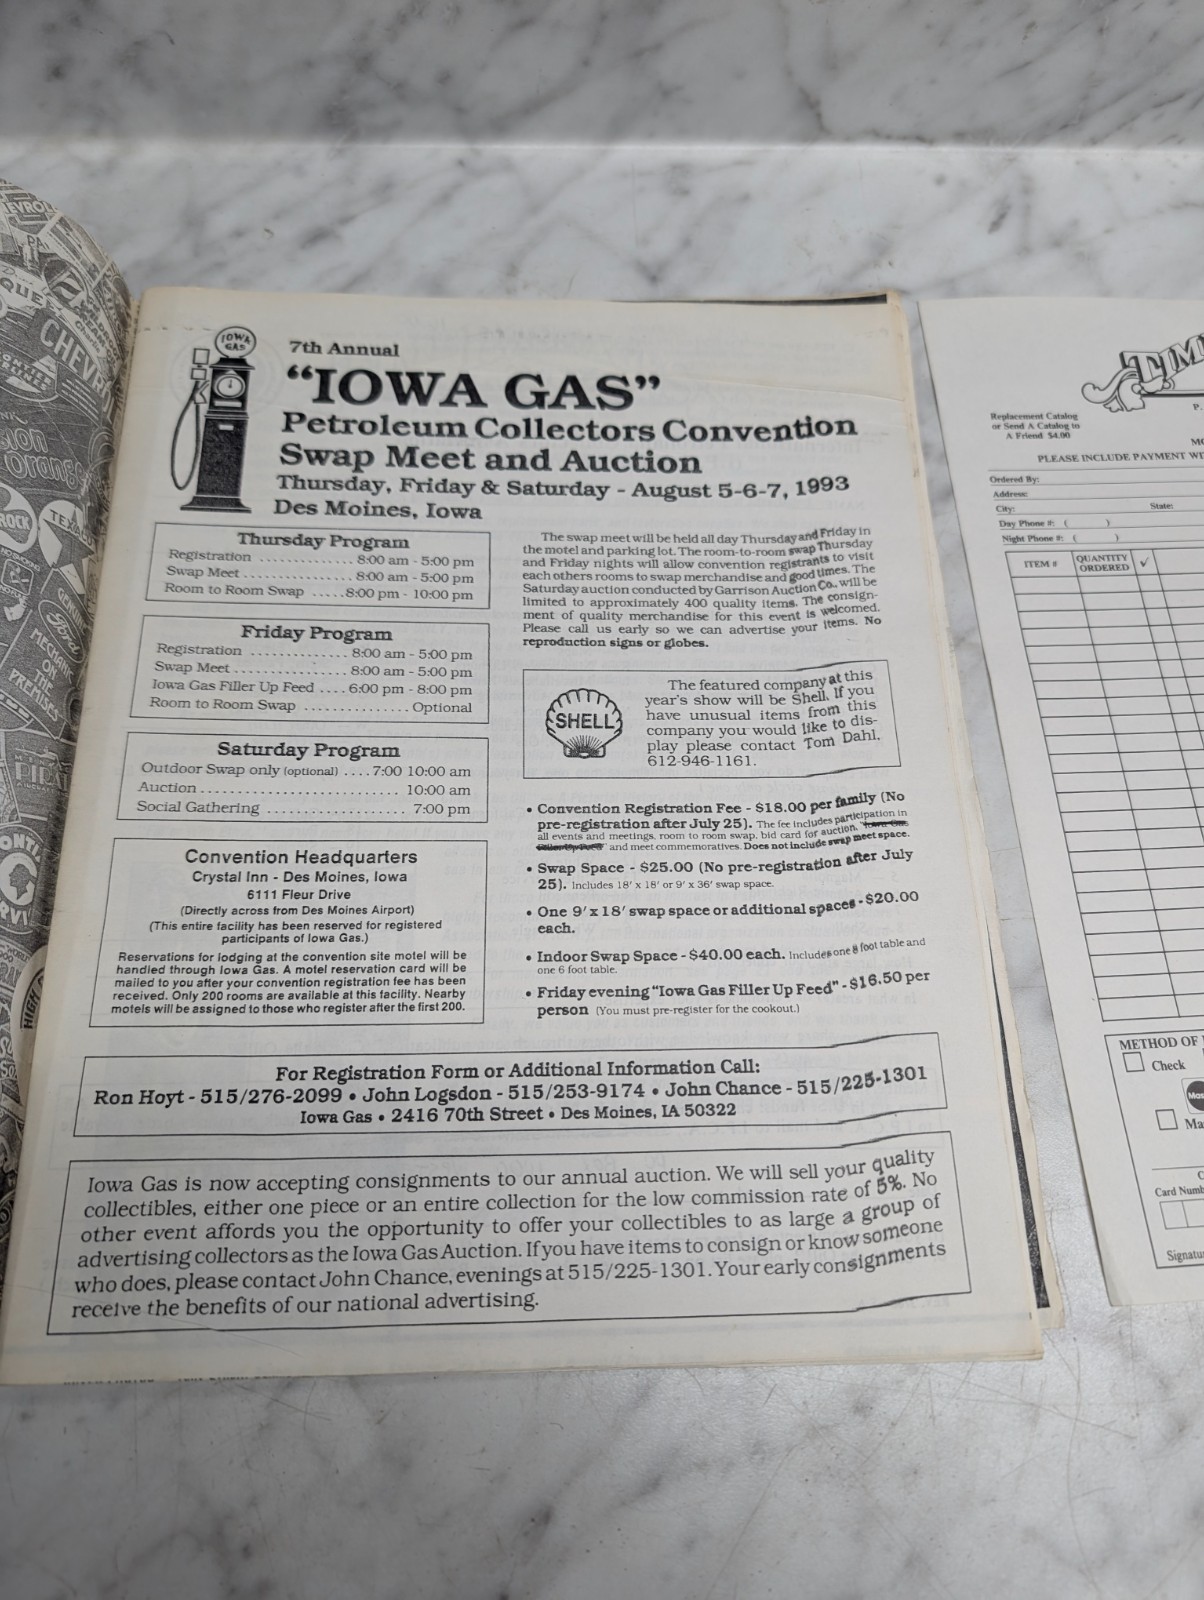 IOWA
GAS
7th Annual
"IOWA GAS"
Petroleum Collectors Convention
Swap Meet and Auction
Thursday, Friday & Saturday - August 5-6-7, 1993
Des Moines, Iowa
Thursday Program
Registration .............. 8:00 am - 5:00 pm
Swap Meet ................ 8:00 am - 5:00 pm
Room to Room Swap ..... 8:00 pm - 10:00 pm
Friday Program
Registration .............. 8:00 am - 5:00 pm
Swap Meet ................ 8:00 am - 5:00 pm
Iowa Gas Filler Up Feed .... 6:00 pm - 8:00 pm
Room to Room Swap ............... Optional
Saturday Program
Outdoor Swap only (optional) .... 7:00 10:00 am
Auction .......................... 10:00 am
Social Gathering ................... 7:00 pm
Convention Headquarters
Crystal Inn - Des Moines, Iowa
6111 Fleur Drive
(Directly across from Des Moines Airport)
(This entire facility has been reserved for registered
participants of Iowa Gas.)
Reservations for lodging at the convention site motel will be
handled through Iowa Gas. A motel reservation card will be
mailed to you after your convention registration fee has been
received. Only 200 rooms are available at this facility. Nearby
motels will be assigned to those who register after the first 200.
The swap meet will be held all day Thursday and Friday in
the motel and parking lot. The room-to-room swap Thursday
and Friday nights will allow convention registrants to visit
each others rooms to swap merchandise and good times. The
Saturday auction conducted by Garrison Auction Co. will be
limited to approximately 400 quality items. The consign-
ment of quality merchandise for this event is welcomed.
Please call us early so we can advertise your items. No
reproduction signs or globes.
SHELL
The featured company at this
year's show will be Shell. If you
have unusual items from this
company you would like to dis-
play please contact Tom Dahl,
612-946-1161.
• Convention Registration Fee - $18.00 per family (No
pre-registration after July 25). The fee includes participation in
all events and meetings, room to room swap, bid card for auction, "Iowa Gas
Filler Up Feed" and meet commemoratives. Does not include swap meet space.
• Swap Space - $25.00 (No pre-registration after July
25). Includes 18' x 18' or 9' x 36' swap space.
• One 9' x 18' swap space or additional spaces - $20.00
each.
• Indoor Swap Space - $40.00 each. Includes one 8 foot table and
one 6 foot table.
• Friday evening "Iowa Gas Filler Up Feed" - $16.50 per
person (You must pre-register for the cookout.)
For Registration Form or Additional Information Call:
Ron Hoyt - 515/276-2099 • John Logsdon - 515/253-9174 • John Chance - 515/225-1301
Iowa Gas • 2416 70th Street • Des Moines, IA 50322
Iowa Gas is now accepting consignments to our annual auction. We will sell your quality
collectibles, either one piece or an entire collection for the low commission rate of 5%. No
other event affords you the opportunity to offer your collectibles to as large a group of
advertising collectors as the Iowa Gas Auction. If you have items to consign or know someone
who does, please contact John Chance, evenings at 515/225-1301. Your early consignments
receive the benefits of our national advertising.
CHEVROL
TEXACO
Ford
MECHANIC
ON
THE
PREMISES
TIM
P.
Replacement Catalog
or Send A Catalog to
A Friend $4.00
PLEASE INCLUDE PAYMENT WI
Ordered By:
Address:
City: State:
Day Phone #: ( )
Night Phone #: ( )
ITEM # QUANTITY ORDERED ✓
METHOD OF
Check
Mas
Ma
Card Numb
Signatu